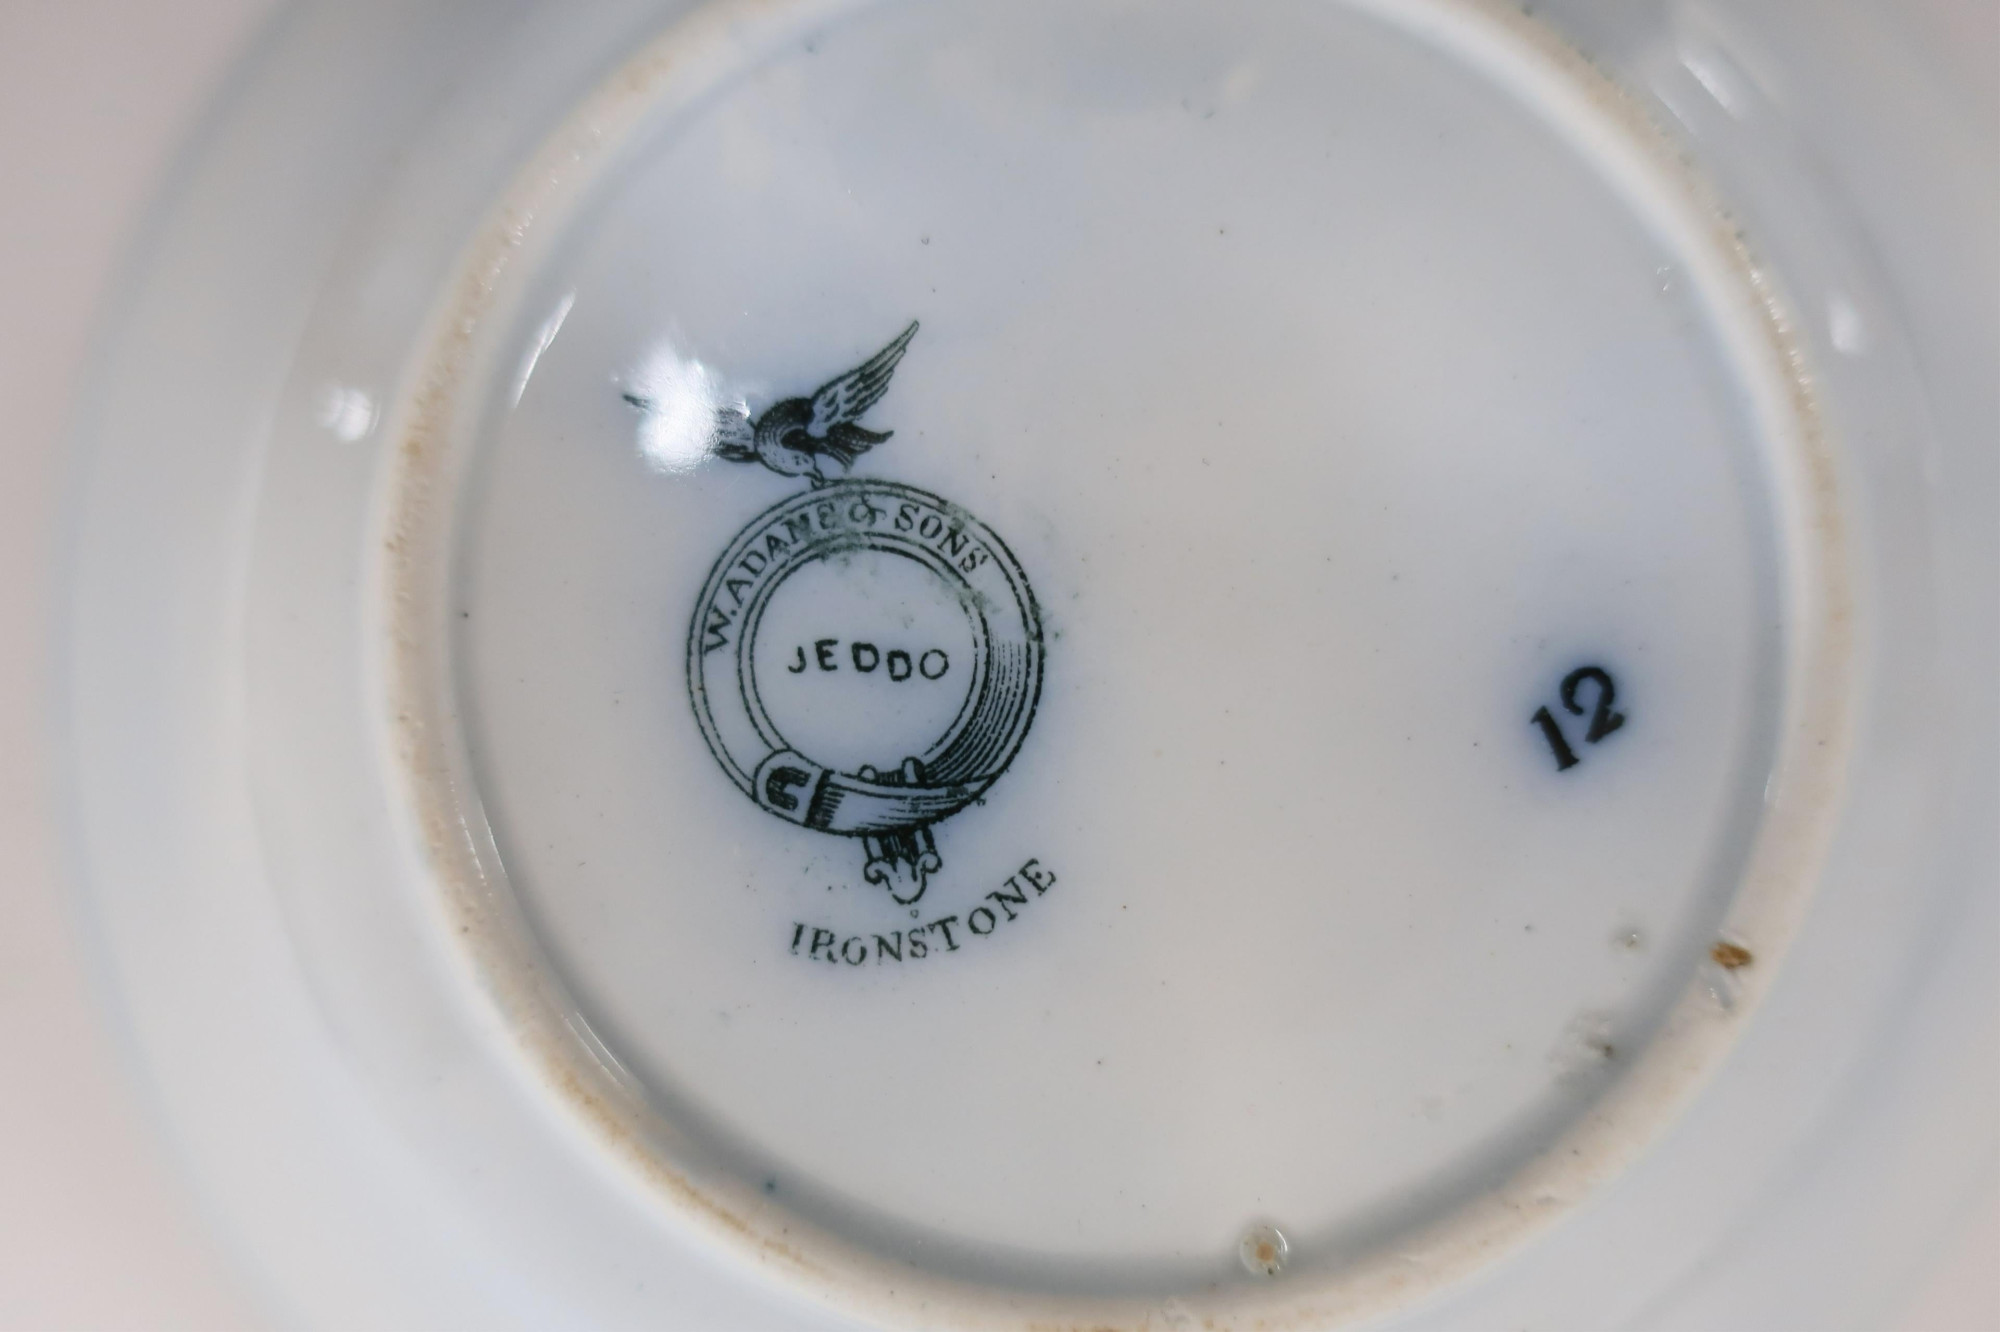 W. ADAMS & SONS
JEDDO
IRONSTONE
12